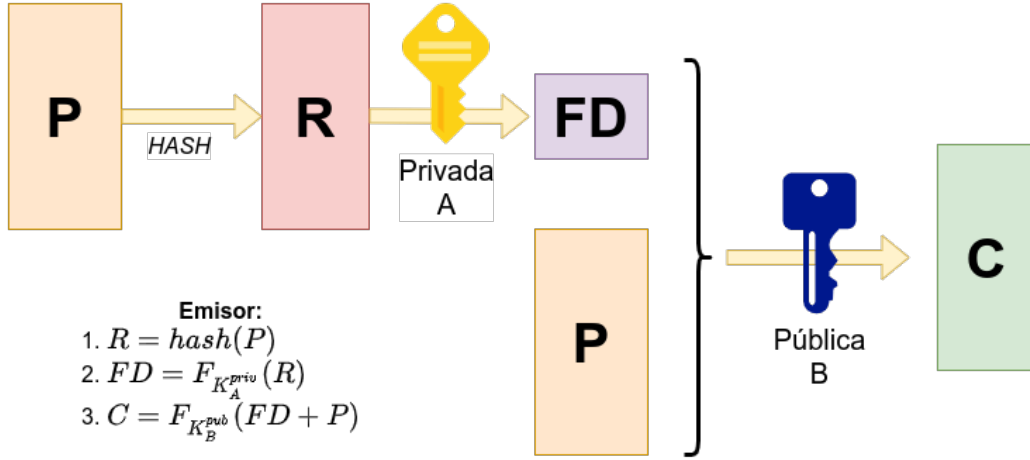 P
HASH
R
Privada
A
FD
P
Pública
B
C
Emisor:
1. R = hash(P)
2. FD = F_{K_A^{priv}}(R)
3. C = F_{K_B^{pub}}(FD + P)